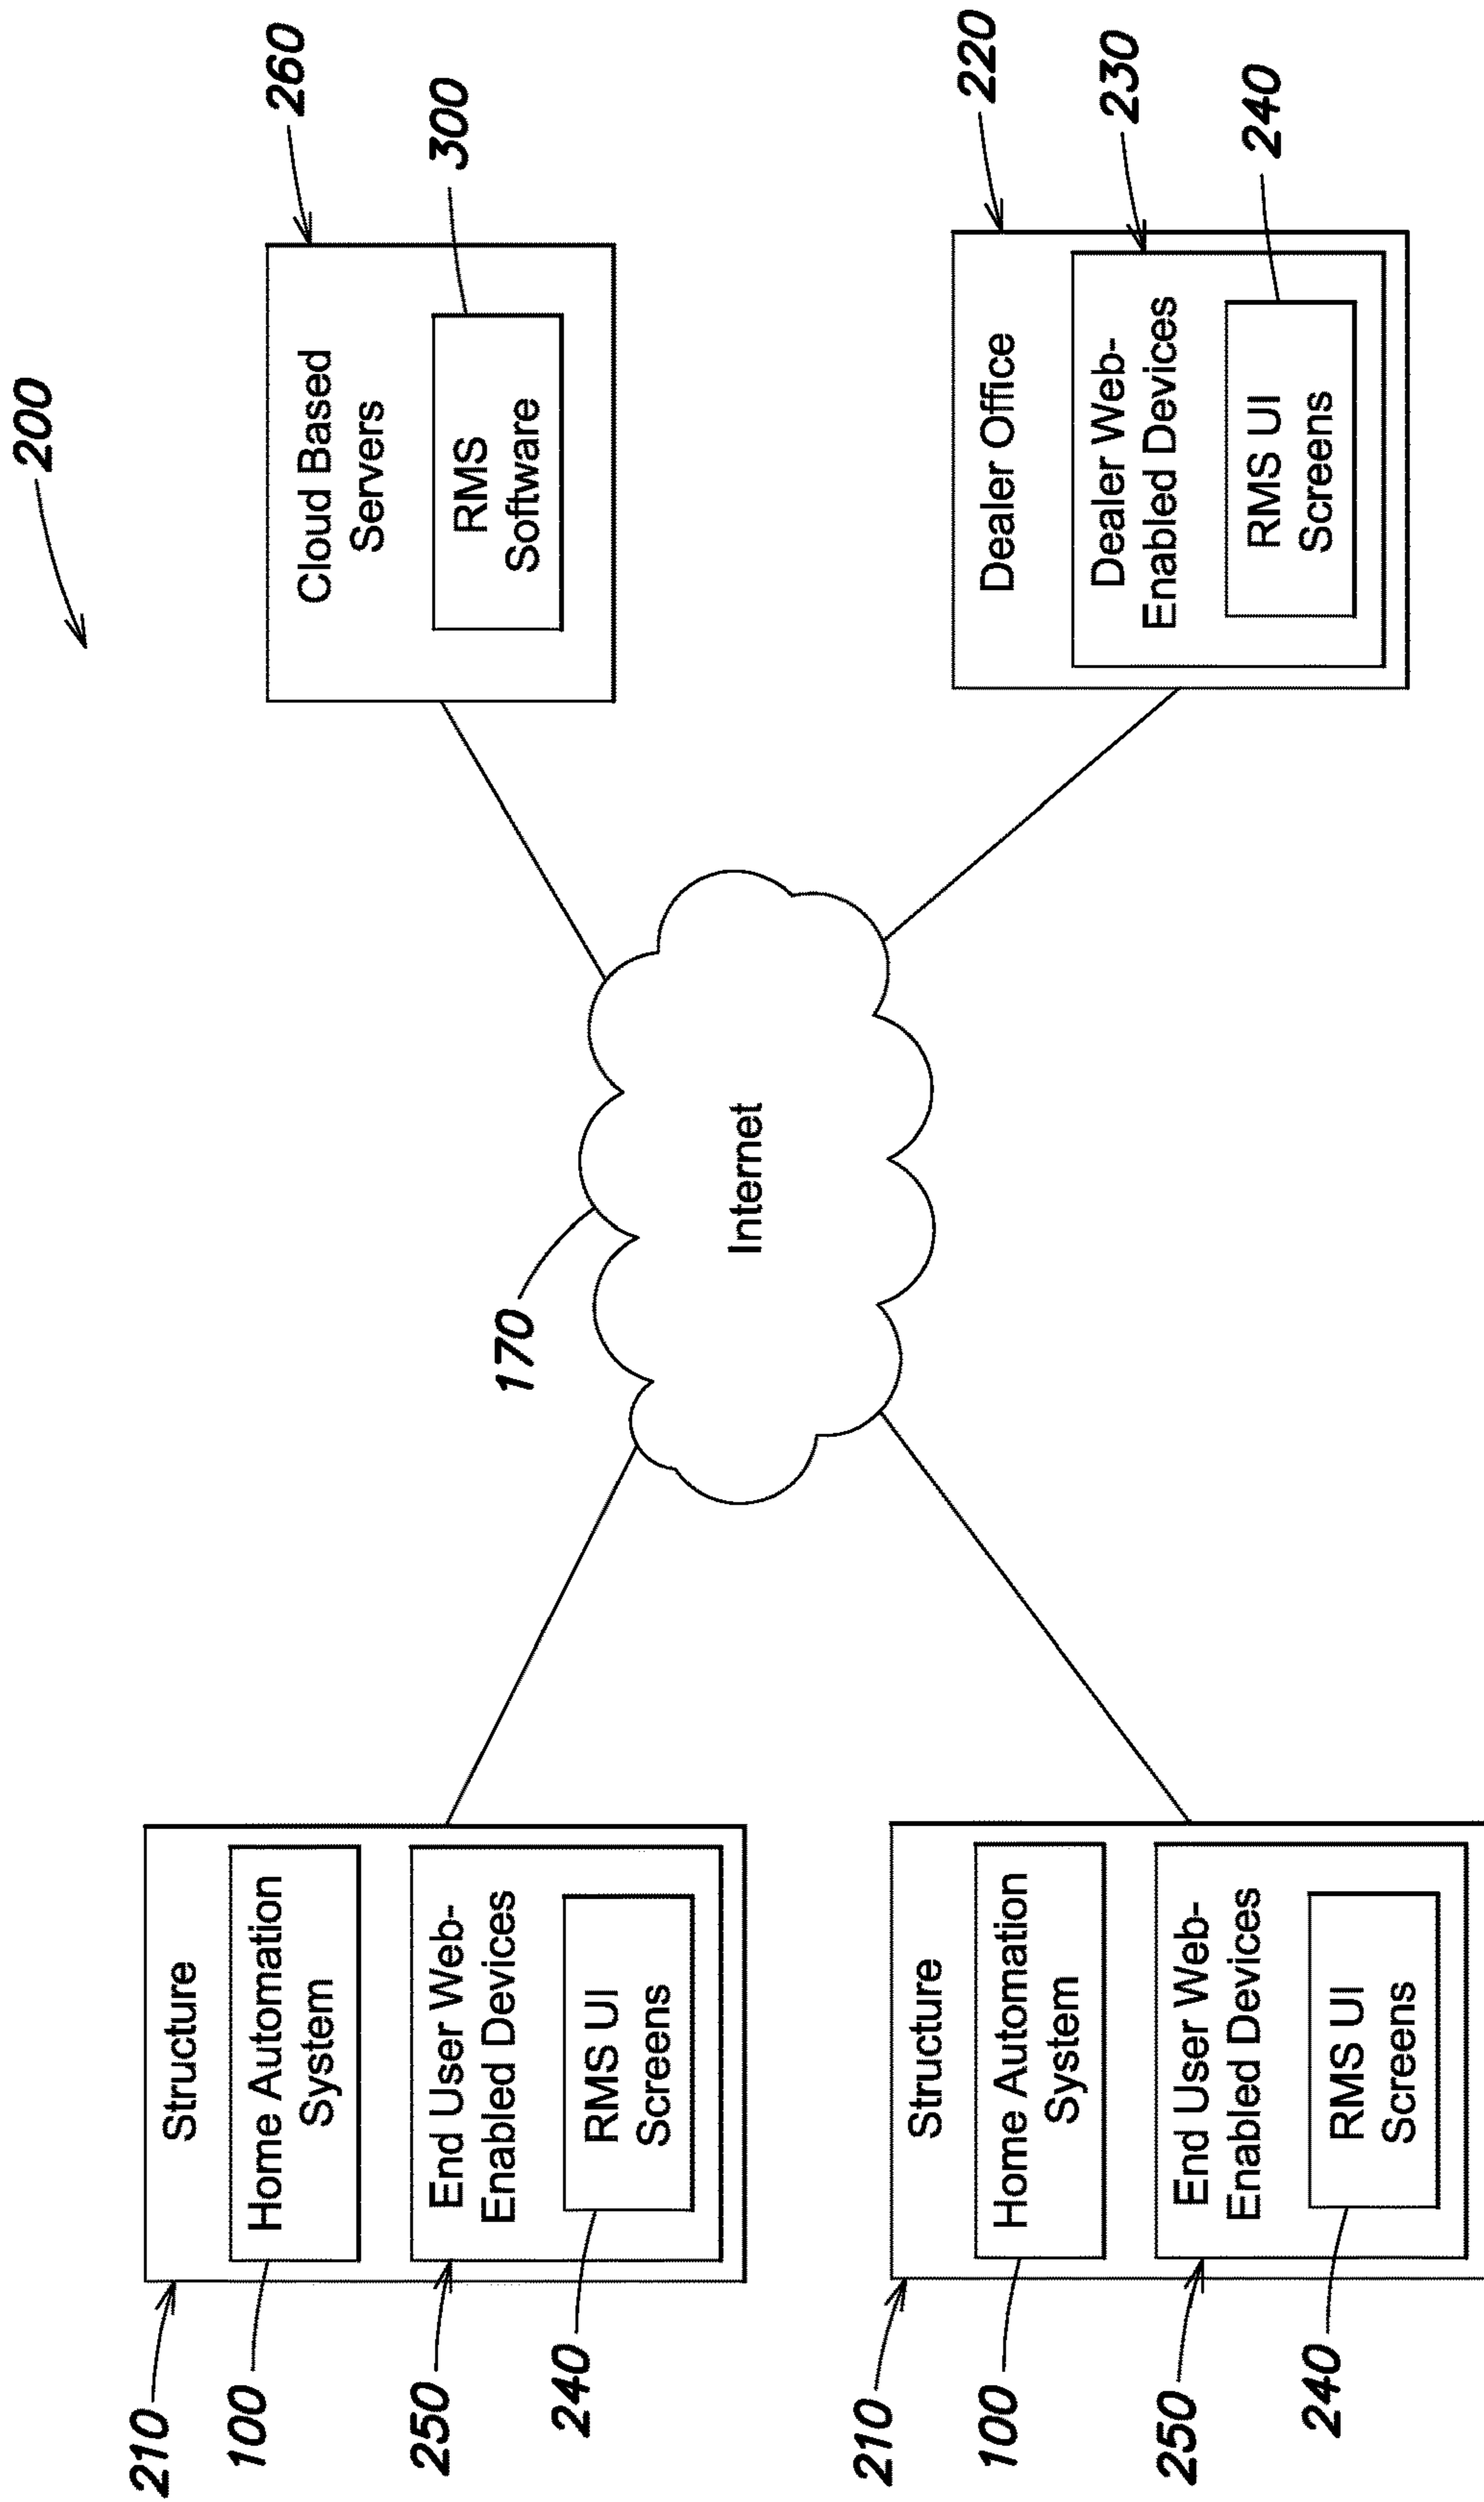 200
210
Structure
100
Home Automation
System
250
End User Web-
Enabled Devices
240
RMS UI
Screens
170
Internet
260
Cloud Based
Servers
300
RMS
Software
210
Structure
100
Home Automation
System
250
End User Web-
Enabled Devices
240
RMS UI
Screens
220
Dealer Office
230
Dealer Web-
Enabled Devices
240
RMS UI
Screens